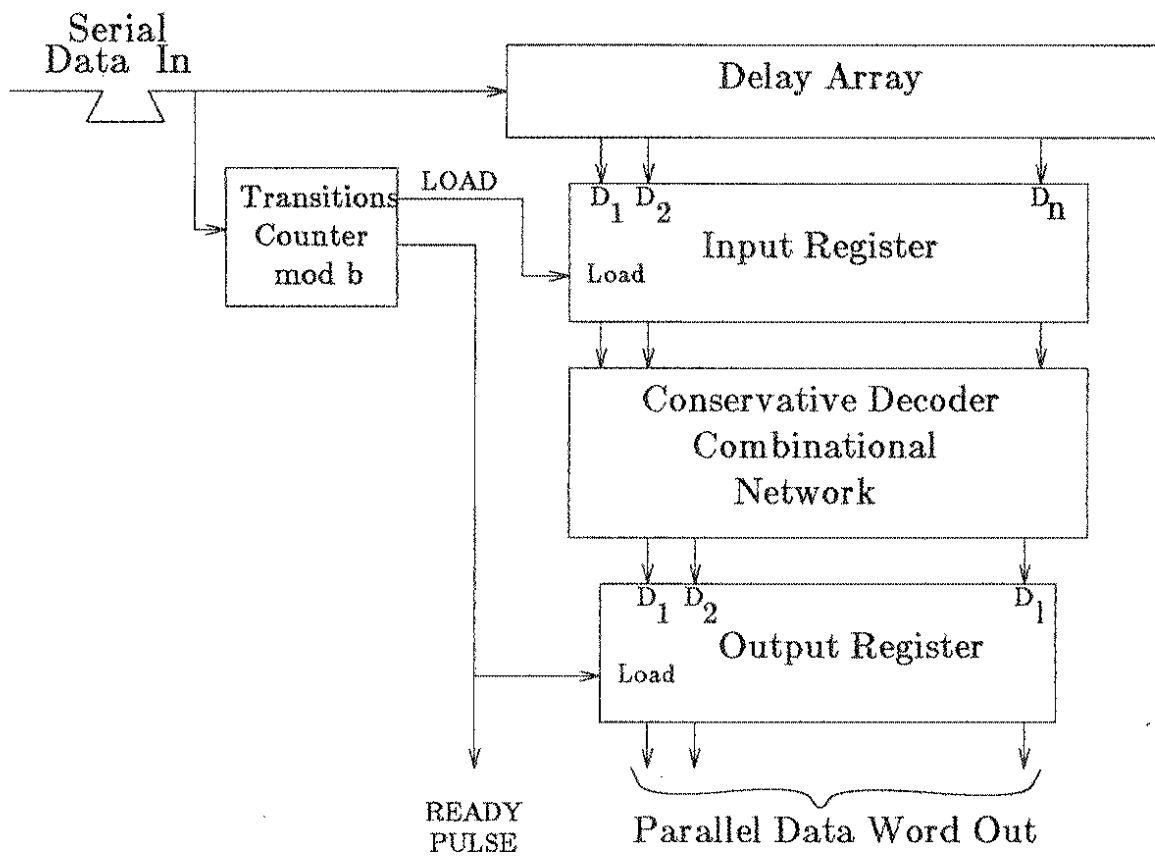 Serial
Data In
Delay Array
Transitions
Counter
mod b
LOAD
D1 D2 Dn
Input Register
Load
Conservative Decoder
Combinational
Network
D1 D2 Dl
Output Register
Load
READY
PULSE
Parallel Data Word Out